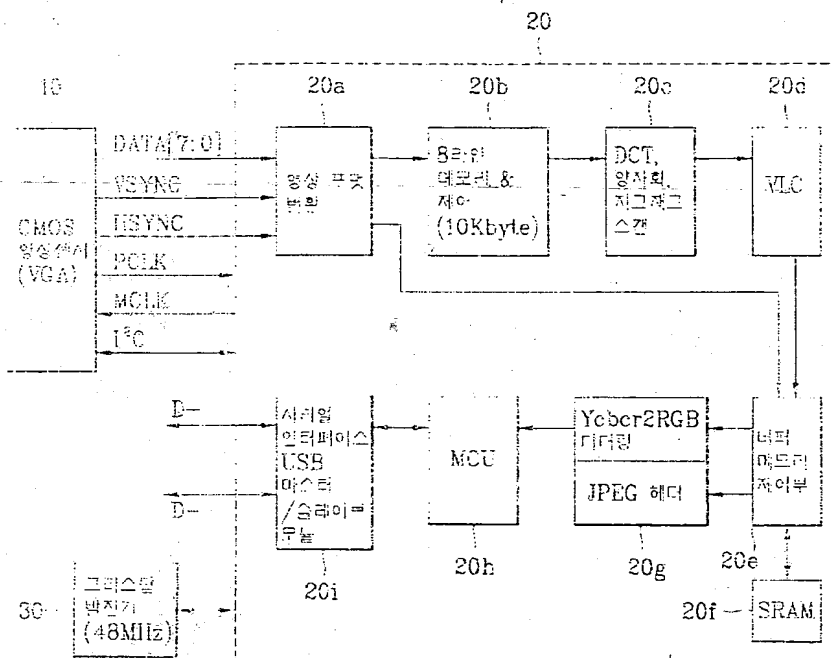 20
10
20a
20b
20c
20d
DATA[7:0]
VSYNC
HSYNC
PCLK
MCLK
I²C
CMOS
영상센서
(VGA)
영상 포맷
변환
8라인
메모리 &
제어
(10Kbyte)
DCT,
양자화,
지그재그
스캔
VLC
D-
D-
시리얼
인터페이스
USB
마스터
/슬레이브
모듈
MCU
Ycbcr2RGB
디더링
JPEG 헤더
버퍼
메모리
제어부
20i
20h
20g
20e
20f
SRAM
30
크리스탈
발진기
(48MHz)